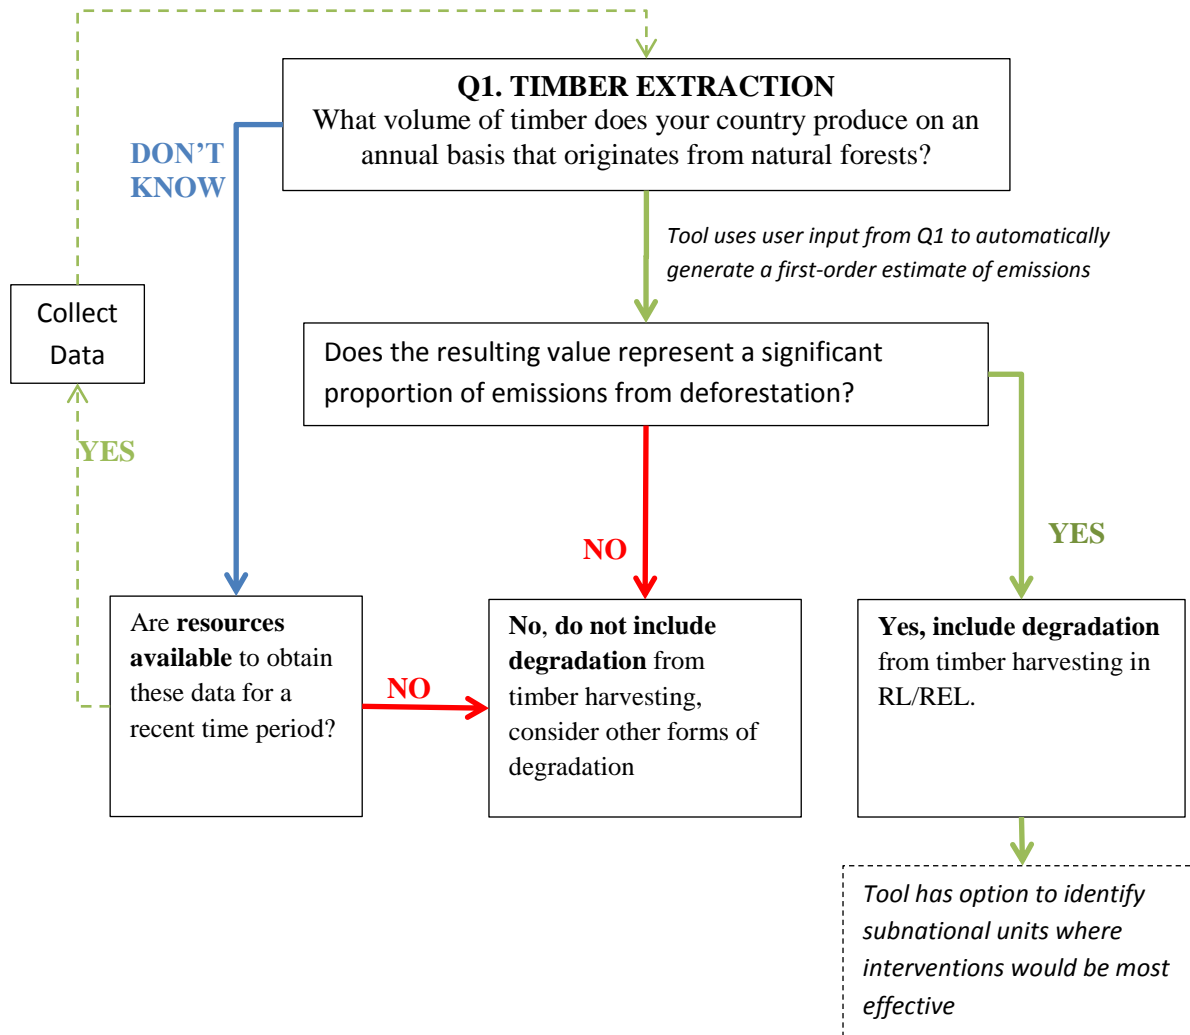 Q1. TIMBER EXTRACTION
What volume of timber does your country produce on an
annual basis that originates from natural forests?
DON’T
KNOW
Tool uses user input from Q1 to automatically
generate a first-order estimate of emissions
Collect
Data
Does the resulting value represent a significant
proportion of emissions from deforestation?
YES
NO
YES
Are resources
available to obtain
these data for a
recent time period?
NO
No, do not include
degradation from
timber harvesting,
consider other forms of
degradation
Yes, include degradation
from timber harvesting in
RL/REL.
Tool has option to identify
subnational units where
interventions would be most
effective